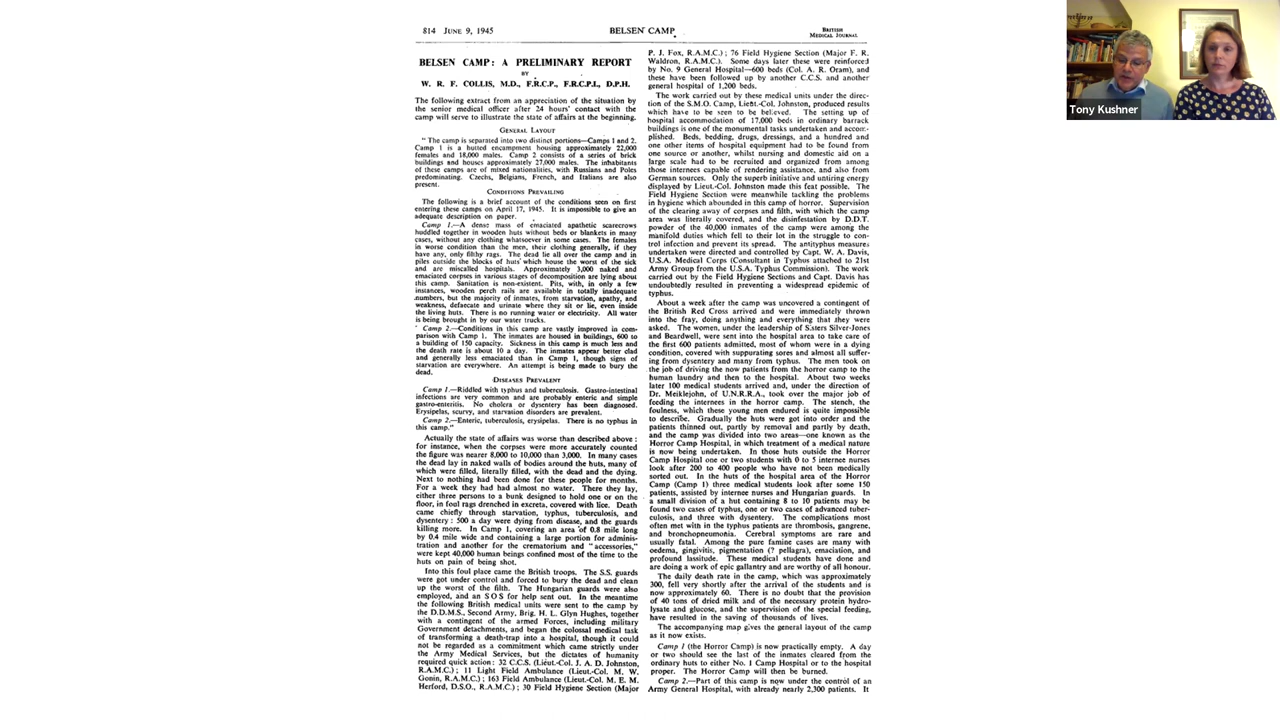 814 JUNE 9, 1945
BELSEN CAMP
BRITISH
MEDICAL JOURNAL
BELSEN CAMP: A PRELIMINARY REPORT
BY
W. R. F. COLLIS, M.D., F.R.C.P., F.R.C.P.I., D.P.H.
The following extract from an appreciation of the situation by
the senior medical officer after 24 hours' contact with the
camp will serve to illustrate the state of affairs at the beginning.
GENERAL LAYOUT
"The camp is separated into two distinct portions—Camps 1 and 2.
Camp 1 is a hutted encampment housing approximately 22,000
females and 18,000 males. Camp 2 consists of a series of brick
buildings and houses approximately 27,000 males. The inhabitants
of these camps are of mixed nationalities, with Russians and Poles
predominating. Czechs, Belgians, French, and Italians are also
present.
CONDITIONS PREVAILING
The following is a brief account of the conditions seen on first
entering these camps on April 17, 1945. It is impossible to give an
adequate description on paper.
Camp 1.—A dense mass of emaciated apathetic scarecrows
huddled together in wooden huts without beds or blankets in many
cases, without any clothing whatsoever in some cases. The females
in worse condition than the men, their clothing generally, if they
have any, only filthy rags. The dead lie all over the camp and in
piles outside the blocks of huts which house the worst of the sick
and are miscalled hospitals. Approximately 3,000 naked and
emaciated corpses in various stages of decomposition are lying about
this camp. Sanitation is non-existent. Pits, with, in only a few
instances, wooden perch rails are available in totally inadequate
numbers, but the majority of inmates, from starvation, apathy, and
weakness, defaecate and urinate where they sit or lie, even inside
the living huts. There is no running water or electricity. All water
is being brought in by our water trucks.
Camp 2.—Conditions in this camp are vastly improved in com-
parison with Camp 1. The inmates are housed in buildings, 600 to
a building of 150 capacity. Sickness in this camp is much less and
the death rate is about 10 a day. The inmates appear better clad
and generally less emaciated than in Camp 1, though signs of
starvation are everywhere. An attempt is being made to bury the
dead.
DISEASES PREVALENT
Camp 1.—Riddled with typhus and tuberculosis. Gastro-intestinal
infections are very common and are probably enteric and simple
gastro-enteritis. No cholera or dysentery has been diagnosed.
Erysipelas, scurvy, and starvation disorders are prevalent.
Camp 2.—Enteric, tuberculosis, erysipelas. There is no typhus in
this camp."
Actually the state of affairs was worse than described above:
for instance, when the corpses were more accurately counted
the figure was nearer 8,000 to 10,000 than 3,000. In many cases
the dead lay in naked walls of bodies around the huts, many of
which were filled, literally filled, with the dead and the dying.
Next to nothing had been done for these people for months.
For a week they had had almost no water. There they lay,
either three persons to a bunk designed to hold one or on the
floor, in foul rags drenched in excreta, covered with lice. Death
came chiefly through starvation, typhus, tuberculosis, and
dysentery: 500 a day were dying from disease, and the guards
killing more. In Camp 1, covering an area of 0.8 mile long
by 0.4 mile wide and containing a large portion for adminis-
tration and another for the crematorium and "accessories,"
were kept 40,000 human beings confined most of the time to the
huts on pain of being shot.
Into this foul place came the British troops. The S.S. guards
were got under control and forced to bury the dead and clean
up the worst of the filth. The Hungarian guards were also
employed, and an S O S for help sent out. In the meantime
the following British medical units were sent to the camp by
the D.D.M.S., Second Army, Brig. H. L. Glyn Hughes, together
with a contingent of the armed Forces, including military
Government detachments, and began the colossal medical task
of transforming a death-trap into a hospital, though it could
not be regarded as a commitment which came strictly under
the Army Medical Services, but the dictates of humanity
required quick action: 32 C.C.S. (Lieut.-Col. J. A. D. Johnston,
R.A.M.C.); 11 Light Field Ambulance (Lieut.-Col. M. W.
Gonin, R.A.M.C.); 163 Field Ambulance (Lieut.-Col. M. E. M.
Herford, D.S.O., R.A.M.C.); 30 Field Hygiene Section (Major
P. J. Fox, R.A.M.C.); 76 Field Hygiene Section (Major F. R.
Waldron, R.A.M.C.). Some days later these were reinforced
by No. 9 General Hospital—600 beds (Col. A. R. Oram), and
these have been followed up by another C.C.S. and another
general hospital of 1,200 beds.
The work carried out by these medical units under the direc-
tion of the S.M.O. Camp, Lieut.-Col. Johnston, produced results
which have to be seen to be believed. The setting up of
hospital accommodation of 17,000 beds in ordinary barrack
buildings is one of the monumental tasks undertaken and accom-
plished. Beds, bedding, drugs, dressings, and a hundred and
one other items of hospital equipment had to be found from
one source or another, whilst nursing and domestic aid on a
large scale had to be recruited and organized from among
those internees capable of rendering assistance, and also from
German sources. Only the superb initiative and untiring energy
displayed by Lieut.-Col. Johnston made this feat possible. The
Field Hygiene Section were meanwhile tackling the problems
in hygiene which abounded in this camp of horror. Supervision
of the clearing away of corpses and filth, with which the camp
area was literally covered, and the disinfestation by D.D.T.
powder of the 40,000 inmates of the camp were among the
manifold duties which fell to their lot in the struggle to con-
trol infection and prevent its spread. The antityphus measures
undertaken were directed and controlled by Capt. W. A. Davis,
U.S.A. Medical Corps (Consultant in Typhus attached to 21st
Army Group from the U.S.A. Typhus Commission). The work
carried out by the Field Hygiene Sections and Capt. Davis has
undoubtedly resulted in preventing a widespread epidemic of
typhus.
About a week after the camp was uncovered a contingent of
the British Red Cross arrived and were immediately thrown
into the fray, doing anything and everything that they were
asked. The women, under the leadership of Sisters Silver-Jones
and Beardwell, were sent into the hospital area to take care of
the first 600 patients admitted, most of whom were in a dying
condition, covered with suppurating sores and almost all suffer-
ing from dysentery and many from typhus. The men took on
the job of driving the now patients from the horror camp to the
human laundry and then to the hospital. About two weeks
later 100 medical students arrived and, under the direction of
Dr. Meiklejohn, of U.N.R.R.A., took over the major job of
feeding the internees in the horror camp. The stench, the
foulness, which these young men endured is quite impossible
to describe. Gradually the huts were got into order and the
patients thinned out, partly by removal and partly by death,
and the camp was divided into two areas—one known as the
Horror Camp Hospital, in which treatment of a medical nature
is now being undertaken. In those huts outside the Horror
Camp Hospital one or two students with 0 to 5 internee nurses
look after 200 to 400 people who have not been medically
sorted out. In the huts of the hospital area of the Horror
Camp (Camp 1) three medical students look after some 150
patients, assisted by internee nurses and Hungarian guards. In
a small division of a hut containing 8 to 10 patients may be
found two cases of typhus, one or two cases of advanced tuber-
culosis, and three with dysentery. The complications most
often met with in the typhus patients are thrombosis, gangrene,
and bronchopneumonia. Cerebral symptoms are rare and
usually fatal. Among the pure famine cases are many with
oedema, gingivitis, pigmentation (? pellagra), emaciation, and
profound lassitude. These medical students have done and
are doing a work of epic gallantry and are worthy of all honour.
The daily death rate in the camp, which was approximately
300, fell very shortly after the arrival of the students and is
now approximately 60. There is no doubt that the provision
of 40 tons of dried milk and of the necessary protein hydro-
lysate and glucose, and the supervision of the special feeding,
have resulted in the saving of thousands of lives.
The accompanying map gives the general layout of the camp
as it now exists.
Camp 1 (the Horror Camp) is now practically empty. A day
or two should see the last of the inmates cleared from the
ordinary huts to either No. 1 Camp Hospital or to the hospital
proper. The Horror Camp will then be burned.
Camp 2.—Part of this camp is now under the control of an
Army General Hospital, with already nearly 2,300 patients. It
Tony Kushner